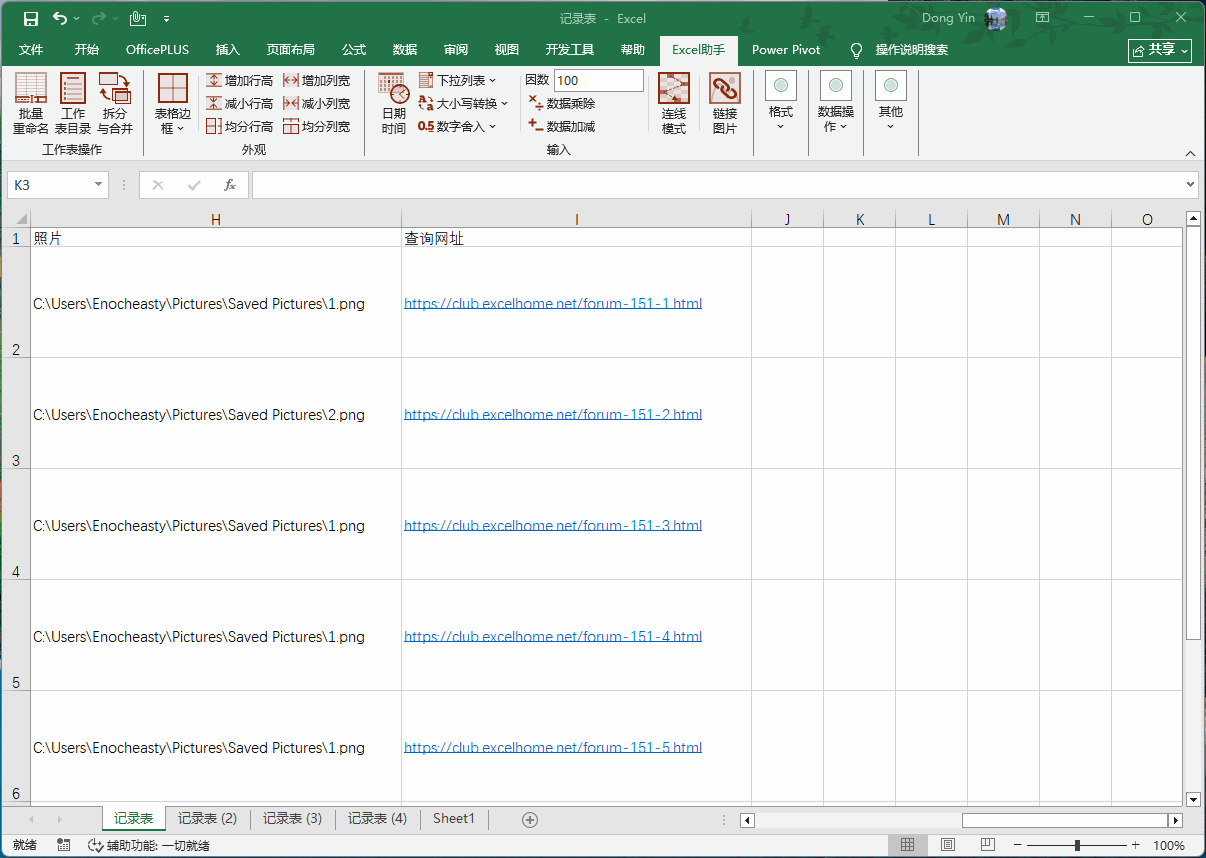 记录表 - Excel
Dong Yin
文件 开始 OfficePLUS 插入 页面布局 公式 数据 审阅 视图 开发工具 帮助 Excel助手 Power Pivot 操作说明搜索 共享
批量重命名 工作表目录 拆分与合并 表格边框 增加行高 增加列宽 日期时间 下拉列表 因数 100 连线模式 链接图片 格式 数据操作 其他
减小行高 减小列宽 大小写转换 数据乘除
均分行高 均分列宽 0.5 数字舍入 数据加减
工作表操作 外观 输入
K3 fx
H I J K L M N O
1 照片 查询网址
C:\Users\Enocheasty\Pictures\Saved Pictures\1.png https://club.excelhome.net/forum-151-1.html
2
C:\Users\Enocheasty\Pictures\Saved Pictures\2.png https://club.excelhome.net/forum-151-2.html
3
C:\Users\Enocheasty\Pictures\Saved Pictures\1.png https://club.excelhome.net/forum-151-3.html
4
C:\Users\Enocheasty\Pictures\Saved Pictures\1.png https://club.excelhome.net/forum-151-4.html
5
C:\Users\Enocheasty\Pictures\Saved Pictures\1.png https://club.excelhome.net/forum-151-5.html
6
记录表 记录表 (2) 记录表 (3) 记录表 (4) Sheet1
就绪 辅助功能: 一切就绪 100%